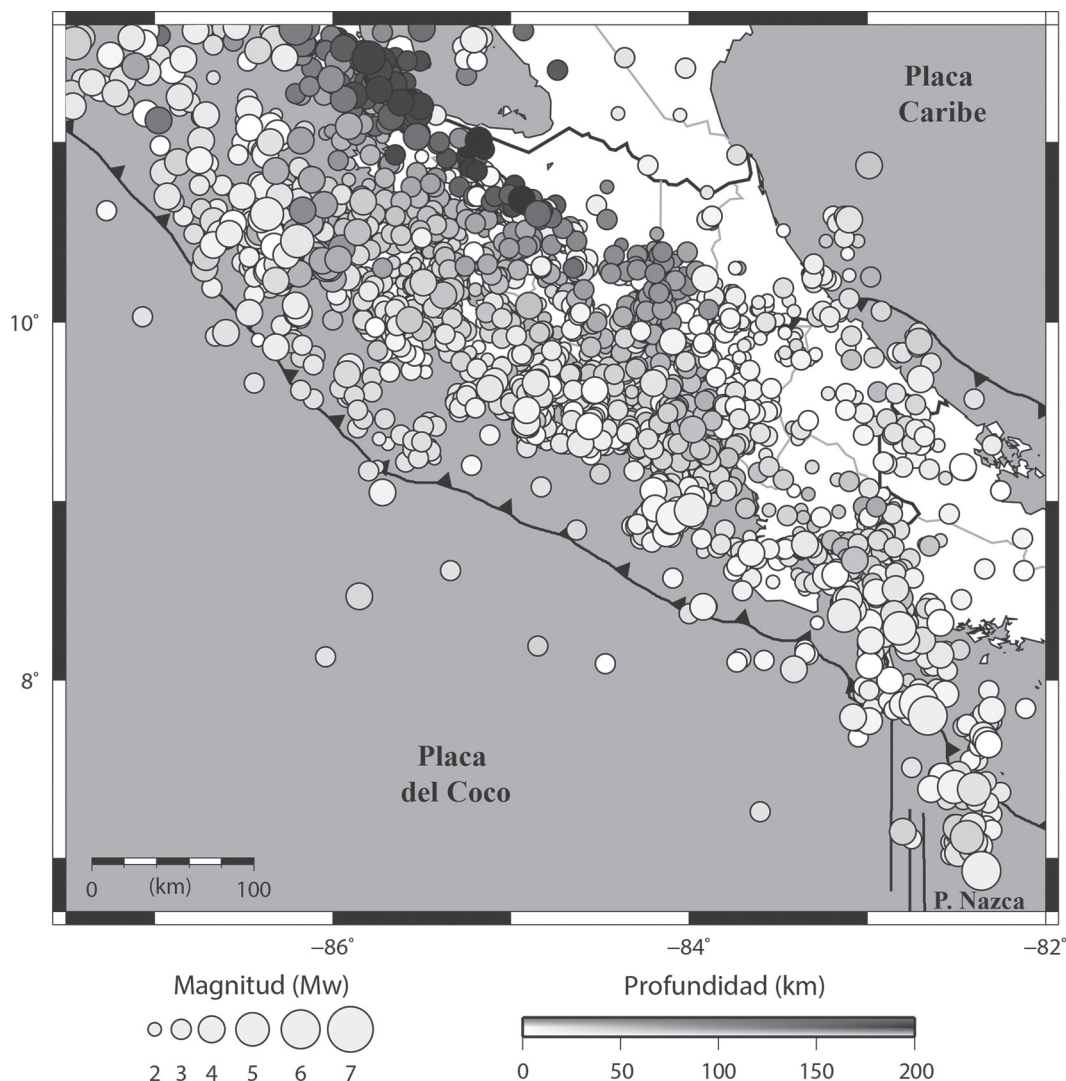 Placa
Caribe
10°
8°
Placa
del Coco
0 (km) 100
P. Nazca
−86° −84° −82°
Magnitud (Mw) Profundidad (km)
2 3 4 5 6 7
0 50 100 150 200